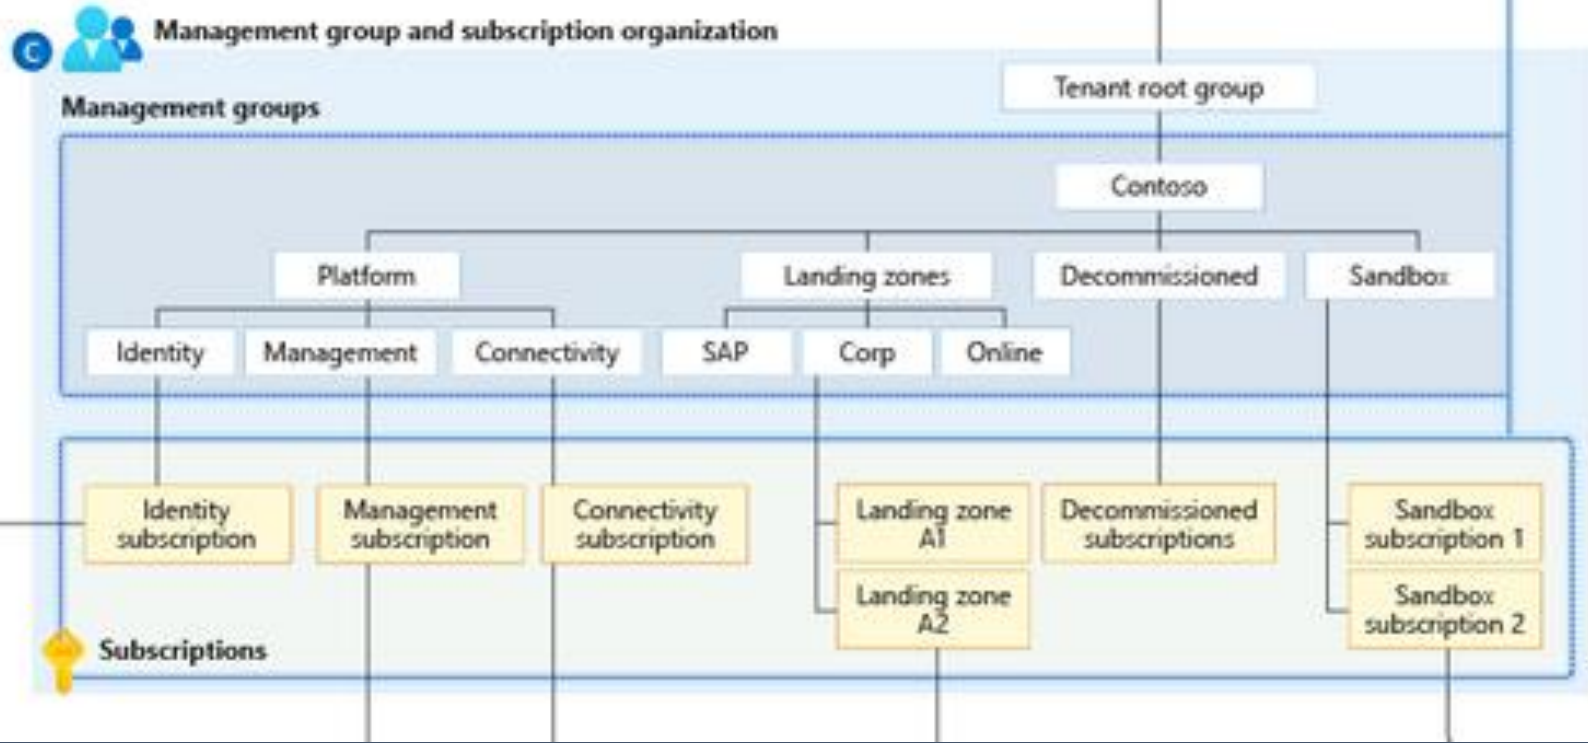 C
Management group and subscription organization
Tenant root group
Management groups
Contoso
Platform
Landing zones
Decommissioned
Sandbox
Identity
Management
Connectivity
SAP
Corp
Online
Identity
subscription
Management
subscription
Connectivity
subscription
Landing zone
A1
Decommissioned
subscriptions
Sandbox
subscription 1
Landing zone
A2
Sandbox
subscription 2
Subscriptions